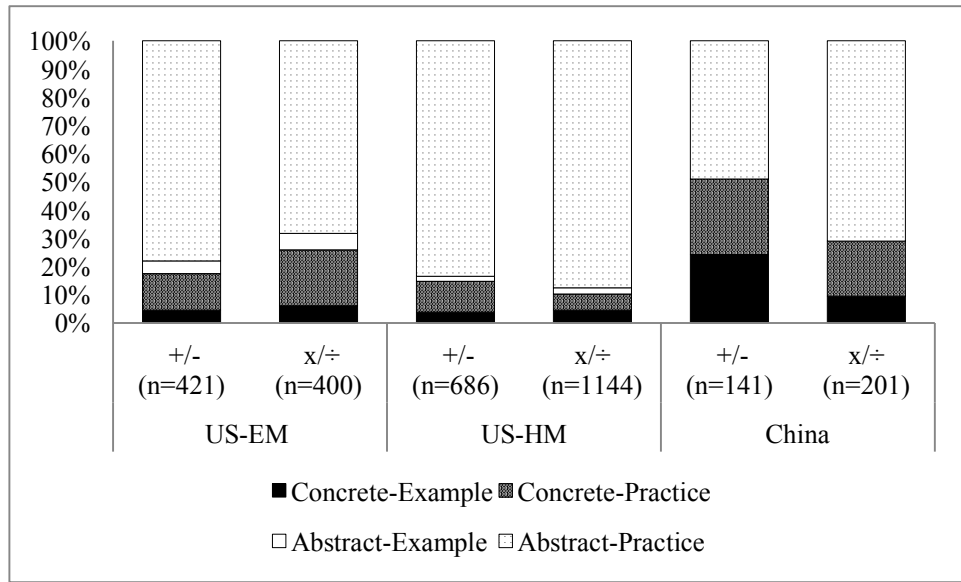 100%
90%
80%
70%
60%
50%
40%
30%
20%
10%
0%
+/- x/÷ +/- x/÷ +/- x/÷
(n=421) (n=400) (n=686) (n=1144) (n=141) (n=201)
US-EM US-HM China
Concrete-Example Concrete-Practice
Abstract-Example Abstract-Practice